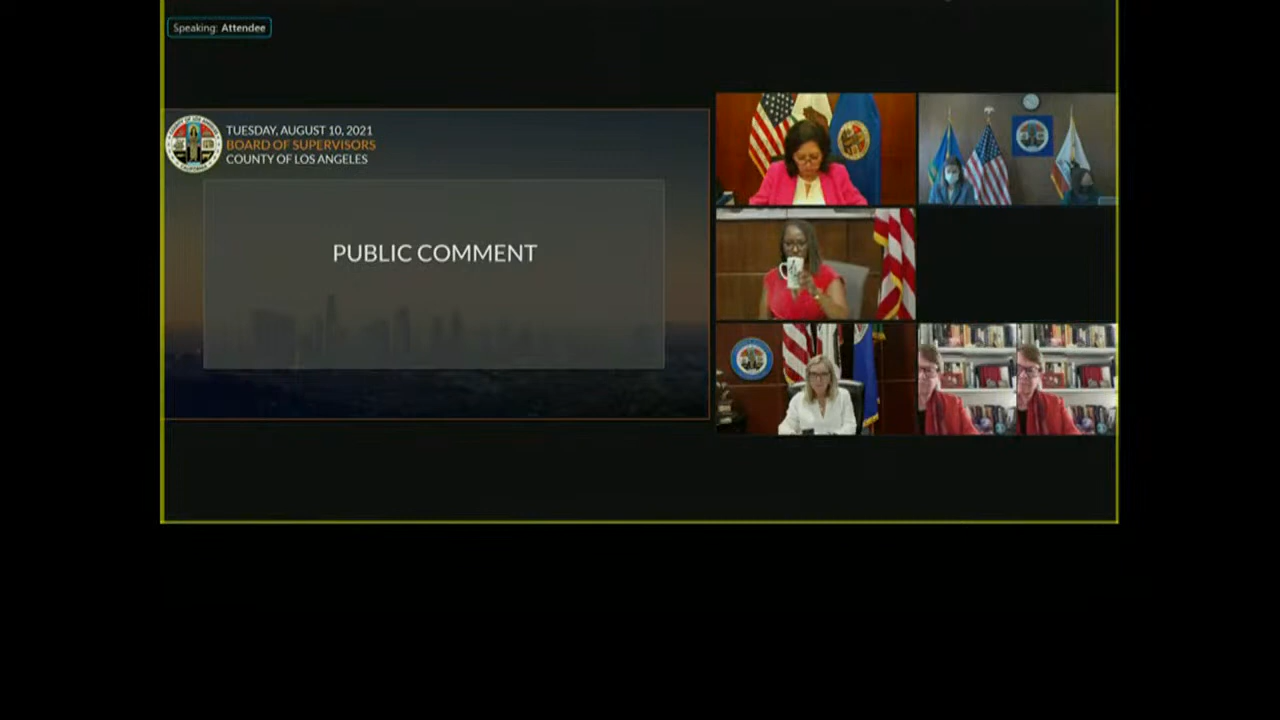 Speaking: Attendee
TUESDAY, AUGUST 10, 2021
BOARD OF SUPERVISORS
COUNTY OF LOS ANGELES
PUBLIC COMMENT